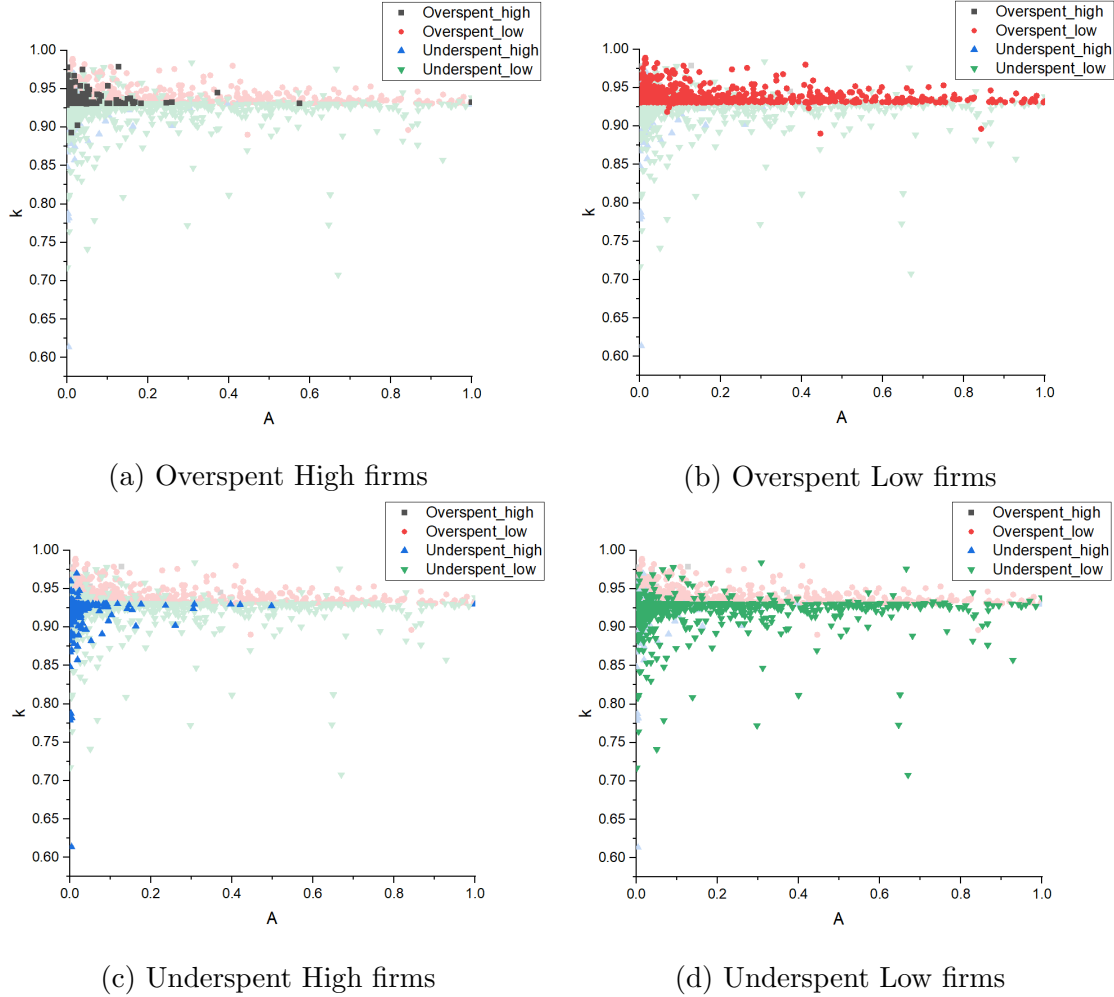 Overspent_high
Overspent_low
Underspent_high
Underspent_low
1.00
0.95
0.90
0.85
0.80
0.75
0.70
0.65
0.60
k
0.0
0.2
0.4
0.6
0.8
1.0
A
(a) Overspent High firms
Overspent_high
Overspent_low
Underspent_high
Underspent_low
1.00
0.95
0.90
0.85
0.80
0.75
0.70
0.65
0.60
k
0.0
0.2
0.4
0.6
0.8
1.0
A
(b) Overspent Low firms
Overspent_high
Overspent_low
Underspent_high
Underspent_low
1.00
0.95
0.90
0.85
0.80
0.75
0.70
0.65
0.60
k
0.0
0.2
0.4
0.6
0.8
1.0
A
(c) Underspent High firms
Overspent_high
Overspent_low
Underspent_high
Underspent_low
1.00
0.95
0.90
0.85
0.80
0.75
0.70
0.65
0.60
k
0.0
0.2
0.4
0.6
0.8
1.0
A
(d) Underspent Low firms